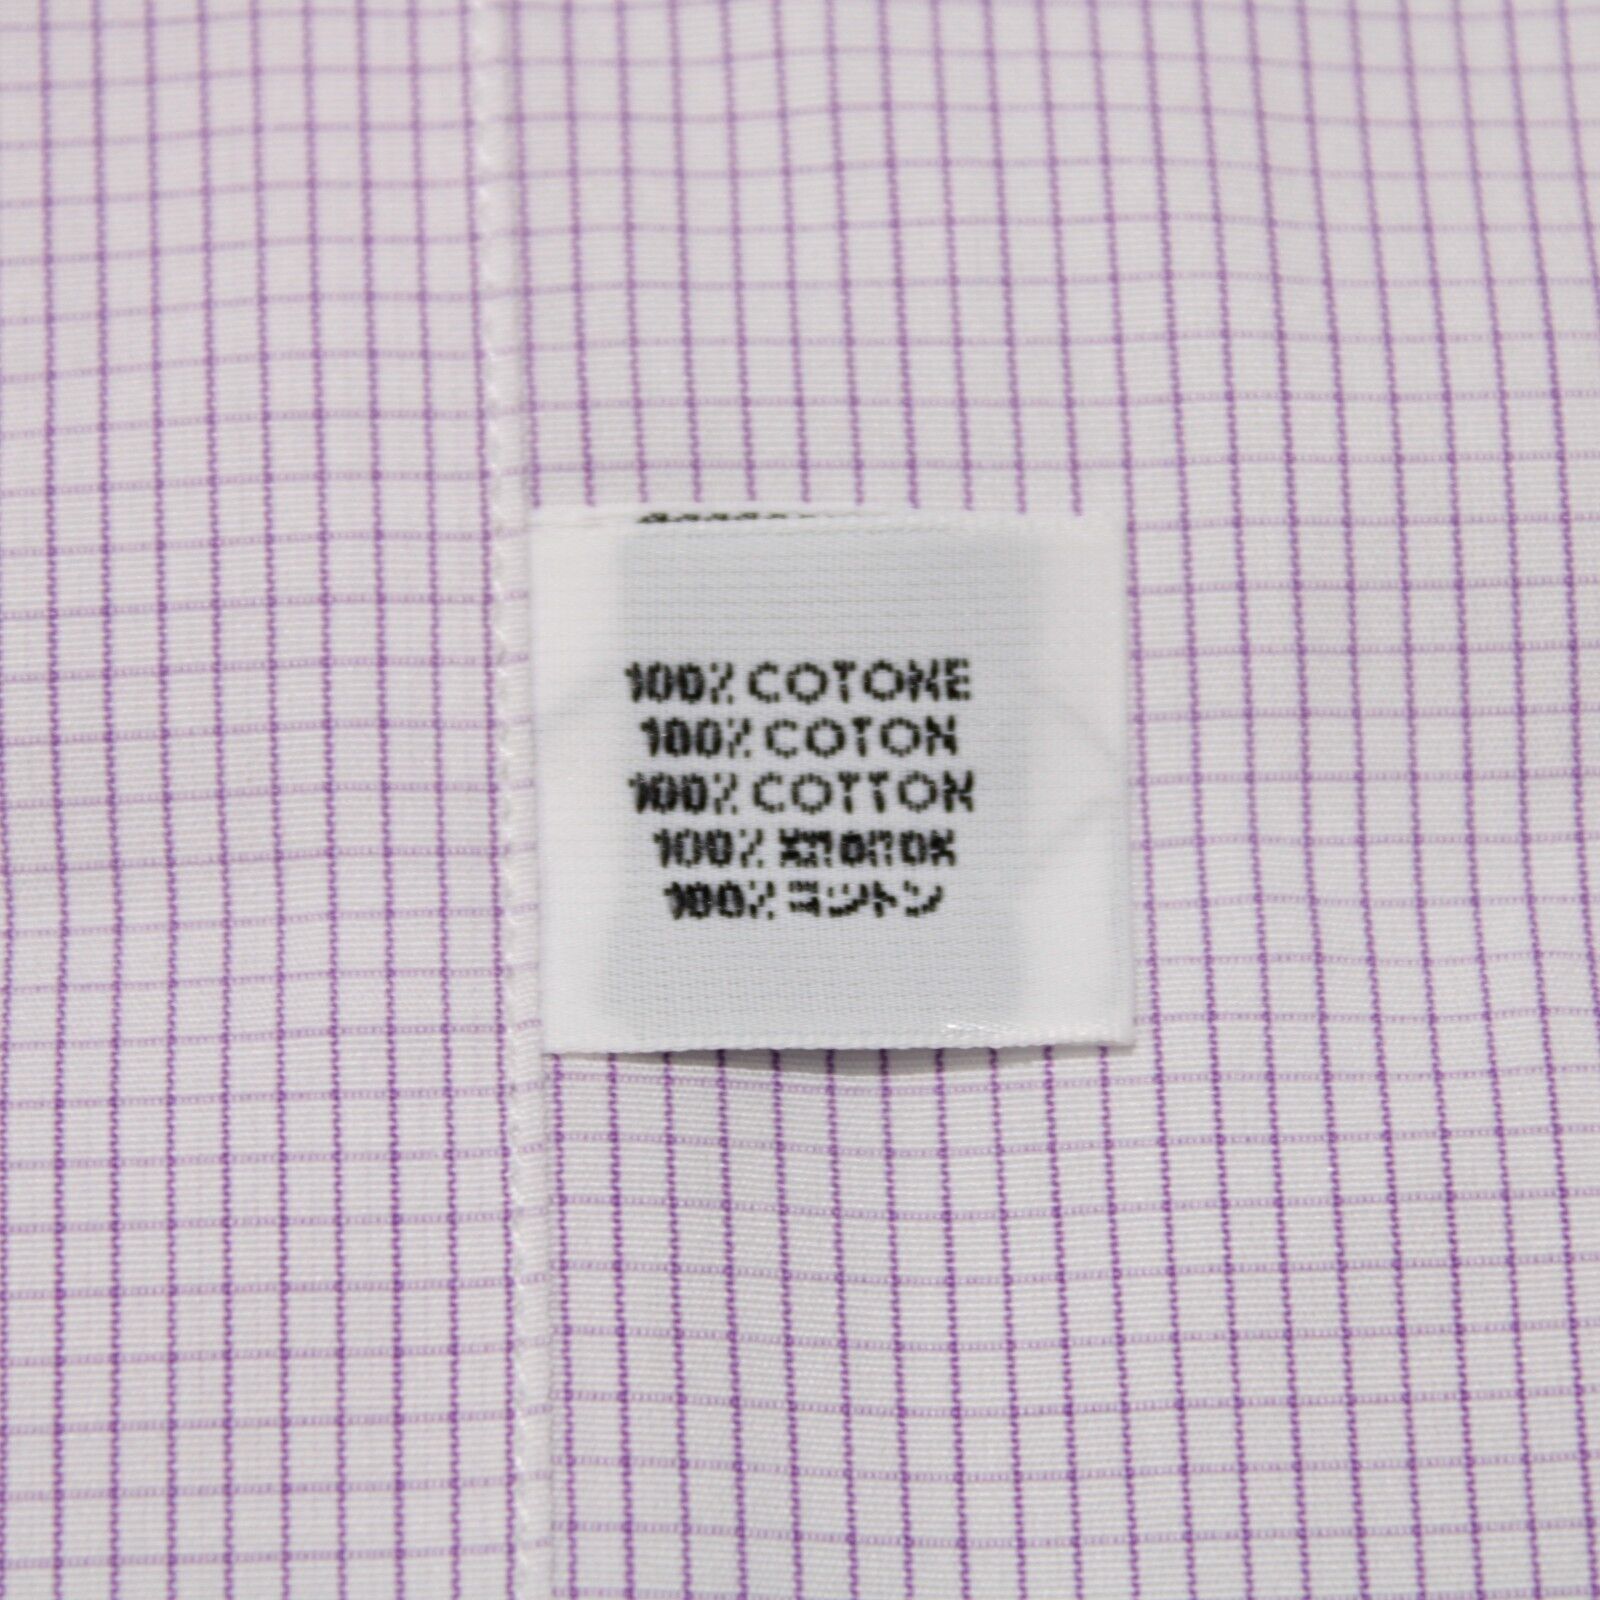 100% COTONE
100% COTON
100% COTTON
100% ХЛОПОК
100% コットン